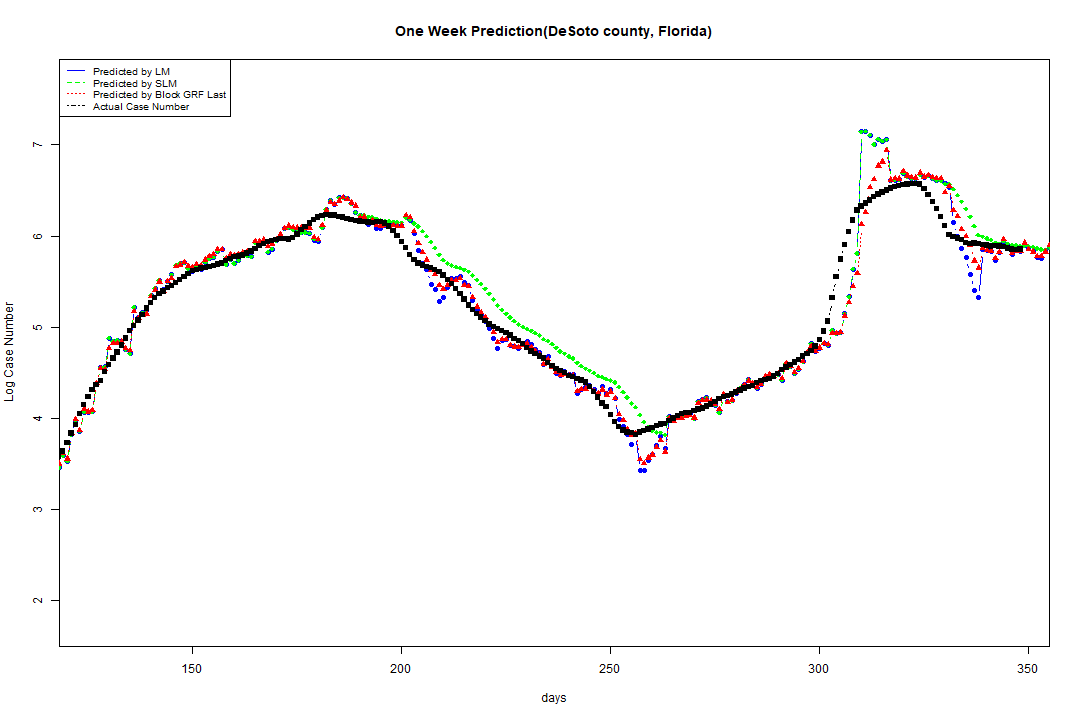 One Week Prediction(DeSoto county, Florida)
Predicted by LM
Predicted by SLM
Predicted by Block GRF Last
Actual Case Number
7
6
5
4
3
2
Log Case Number
150 200 250 300 350
days